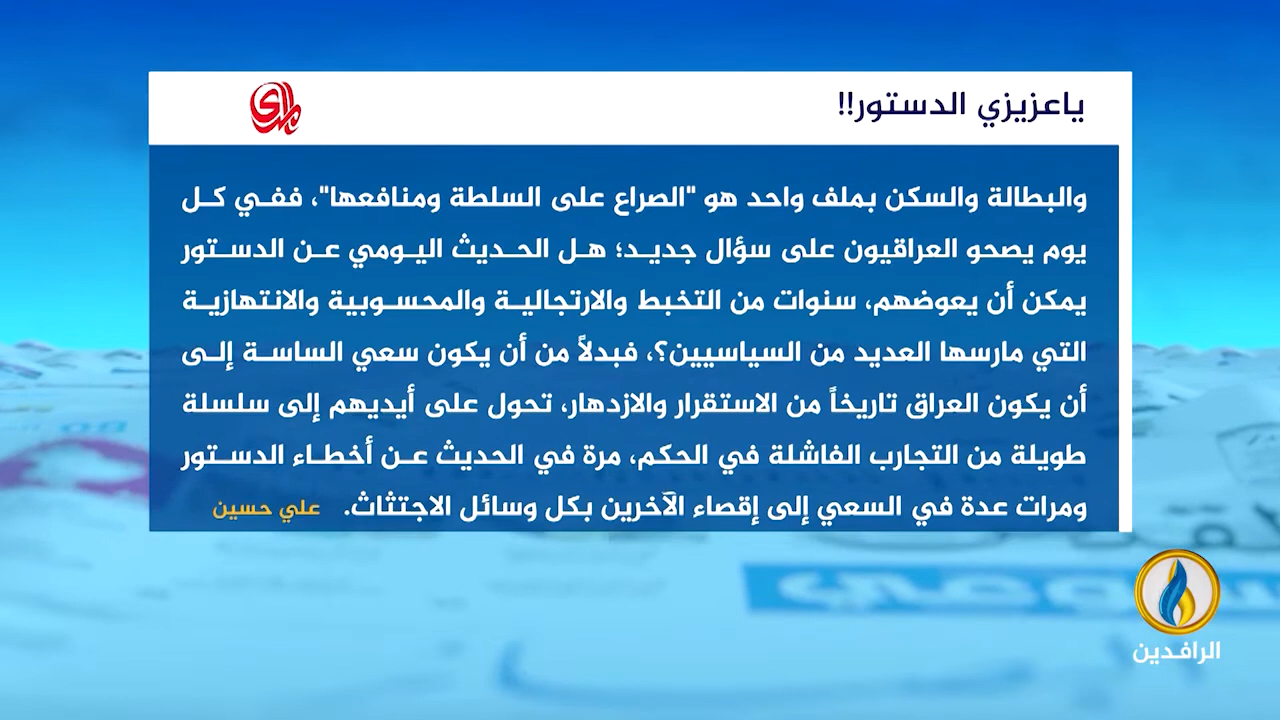 ياعزيزي الدستور!!
المدى
والبطالة والسكن بملف واحد هو "الصراع على السلطة ومنافعها"، ففي كل
يوم يصحو العراقيون على سؤال جديد؛ هل الحديث اليومي عن الدستور
يمكن أن يعوضهم، سنوات من التخبط والارتجالية والمحسوبية والانتهازية
التي مارسها العديد من السياسيين؟، فبدلاً من أن يكون سعي الساسة إلى
أن يكون العراق تاريخاً من الاستقرار والازدهار، تحول على أيديهم إلى سلسلة
طويلة من التجارب الفاشلة في الحكم، مرة في الحديث عن أخطاء الدستور
ومرات عدة في السعي إلى إقصاء الآخرين بكل وسائل الاجتثاث. علي حسين
الرافدين